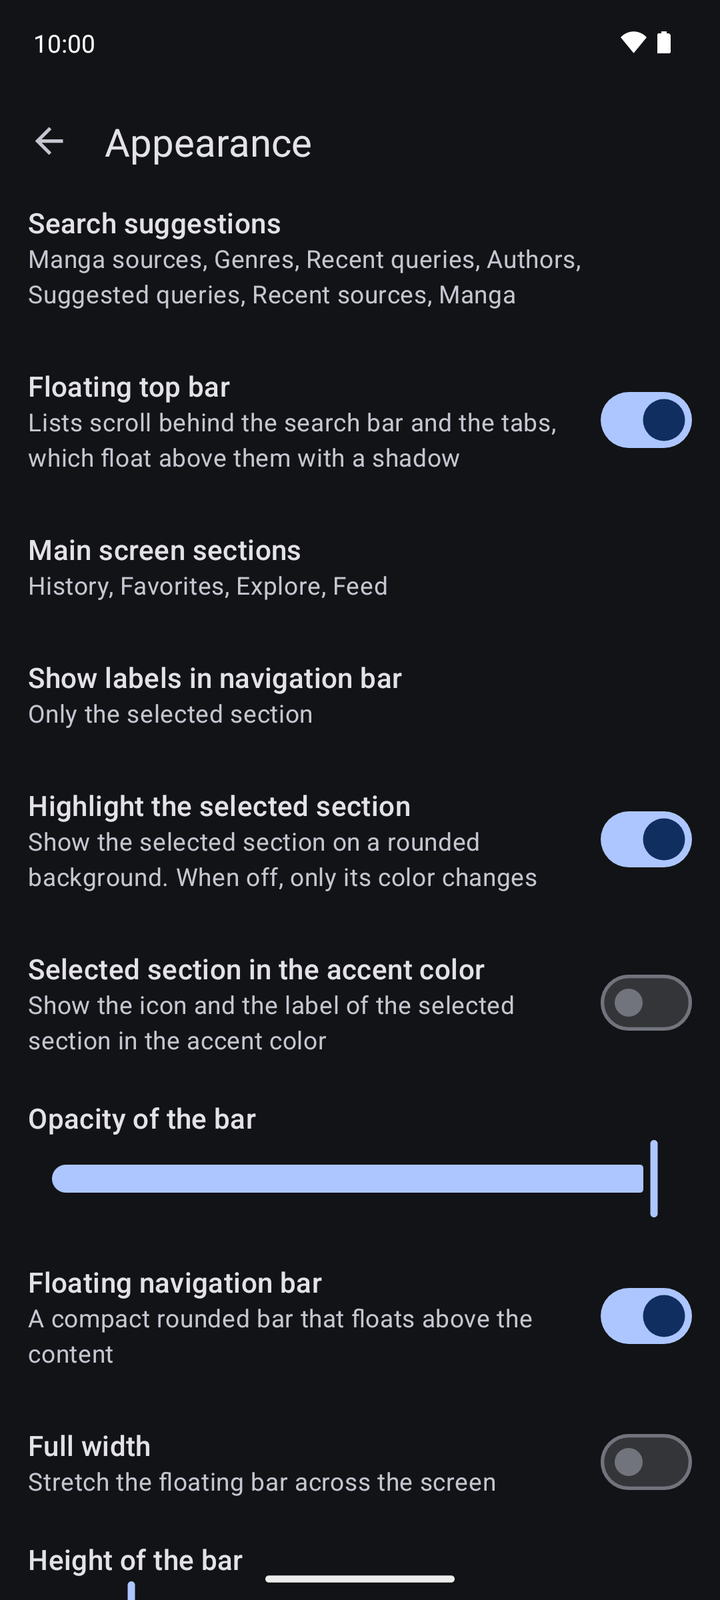 10:00
Appearance
Search suggestions
Manga sources, Genres, Recent queries, Authors,
Suggested queries, Recent sources, Manga
Floating top bar
Lists scroll behind the search bar and the tabs,
which float above them with a shadow
Main screen sections
History, Favorites, Explore, Feed
Show labels in navigation bar
Only the selected section
Highlight the selected section
Show the selected section on a rounded
background. When off, only its color changes
Selected section in the accent color
Show the icon and the label of the selected
section in the accent color
Opacity of the bar
Floating navigation bar
A compact rounded bar that floats above the
content
Full width
Stretch the floating bar across the screen
Height of the bar